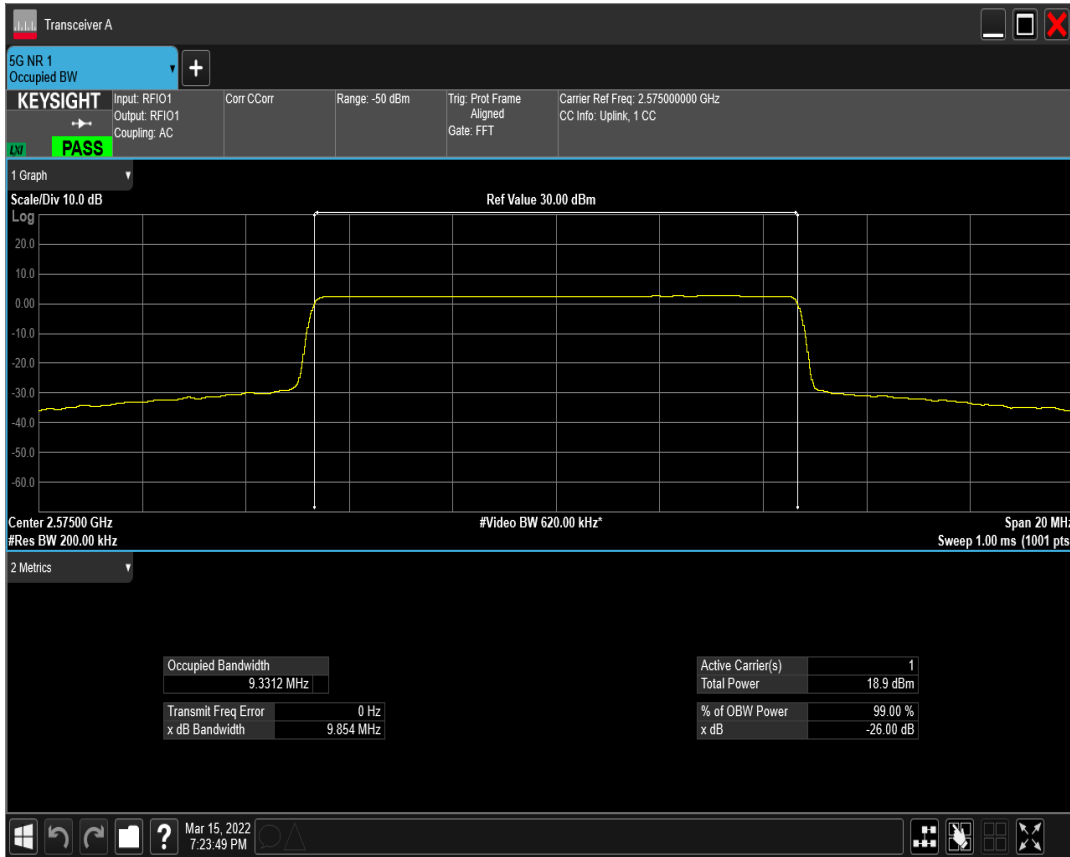 Transceiver A
5G NR 1
Occupied BW
KEYSIGHT
LXI
PASS
Input: RFIO1
Output: RFIO1
Coupling: AC
Corr CCorr
Range: -50 dBm
Trig: Prot Frame
Aligned
Gate: FFT
Carrier Ref Freq: 2.575000000 GHz
CC Info: Uplink, 1 CC
1 Graph
Scale/Div 10.0 dB
Ref Value 30.00 dBm
Log
20.0
10.0
0.00
-10.0
-20.0
-30.0
-40.0
-50.0
-60.0
Center 2.57500 GHz
#Video BW 620.00 kHz*
Span 20 MHz
#Res BW 200.00 kHz
Sweep 1.00 ms (1001 pts
2 Metrics
Occupied Bandwidth
9.3312 MHz
Transmit Freq Error 0 Hz
x dB Bandwidth 9.854 MHz
Active Carrier(s) 1
Total Power 18.9 dBm
% of OBW Power 99.00 %
x dB -26.00 dB
Mar 15, 2022
7:23:49 PM